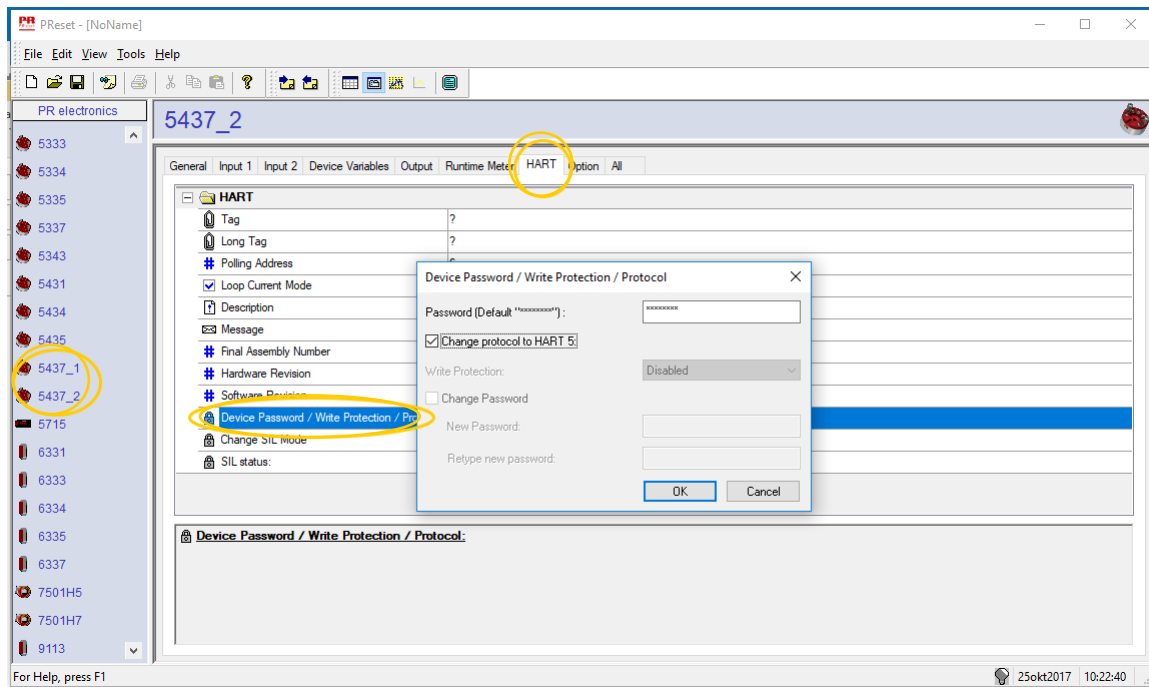 PR PReset - [NoName]
File Edit View Tools Help
PR electronics
5333
5334
5335
5337
5343
5431
5434
5435
5437_1
5437_2
5715
6331
6333
6334
6335
6337
7501H5
7501H7
9113
5437_2
General Input 1 Input 2 Device Variables Output Runtime Meter HART Option All
HART
Tag ?
Long Tag ?
Polling Address
Loop Current Mode
Description
Message
Final Assembly Number
Hardware Revision
Software Revision
Device Password / Write Protection / Pro
Change SIL Mode
SIL status:
Device Password / Write Protection / Protocol
Password (Default "********") : ********
Change protocol to HART 5:
Write Protection: Disabled
Change Password
New Password:
Retype new password:
OK Cancel
Device Password / Write Protection / Protocol:
For Help, press F1 25okt2017 10:22:40